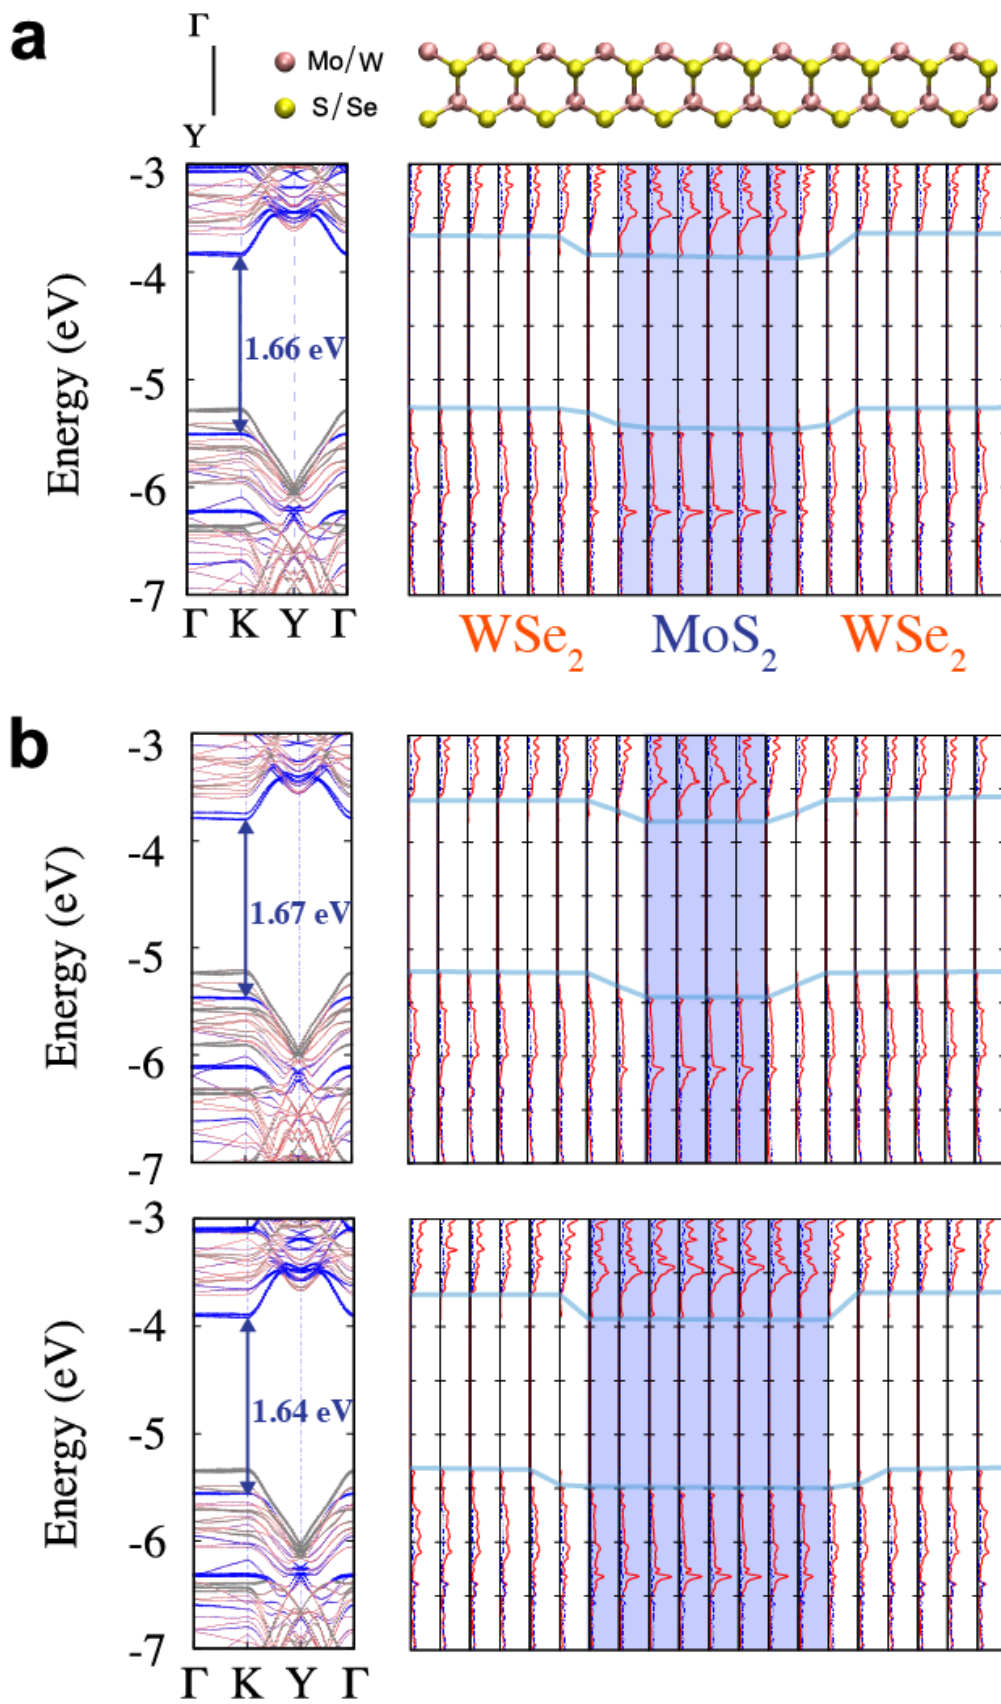 a
Γ
Y
Mo/W
S/Se
Energy (eV)
-3
-4
-5
-6
-7
1.66 eV
Γ K Y Γ
WSe2 MoS2 WSe2
b
Energy (eV)
-3
-4
-5
-6
-7
1.67 eV
Energy (eV)
-3
-4
-5
-6
-7
1.64 eV
Γ K Y Γ